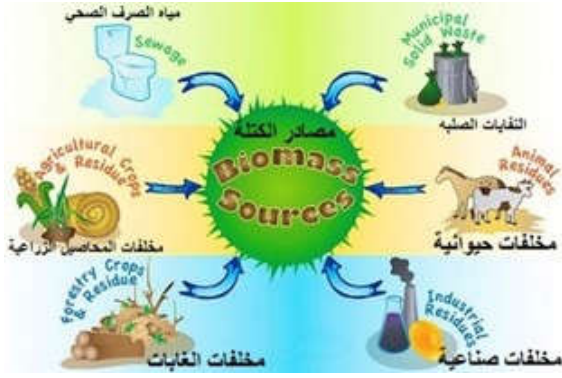 مياه الصرف الصحي
Sewage
Municipal
Solid Waste
النفايات الصلبه
مصادر الكتلة
Biomass
Sources
Agricultural Crops
& Residue
مخلفات المحاصيل الزراعية
Animal
Residues
مخلفات حيوانية
Forestry Crops
& Residue
مخلفات الغابات
Industrial
Residues
مخلفات صناعية